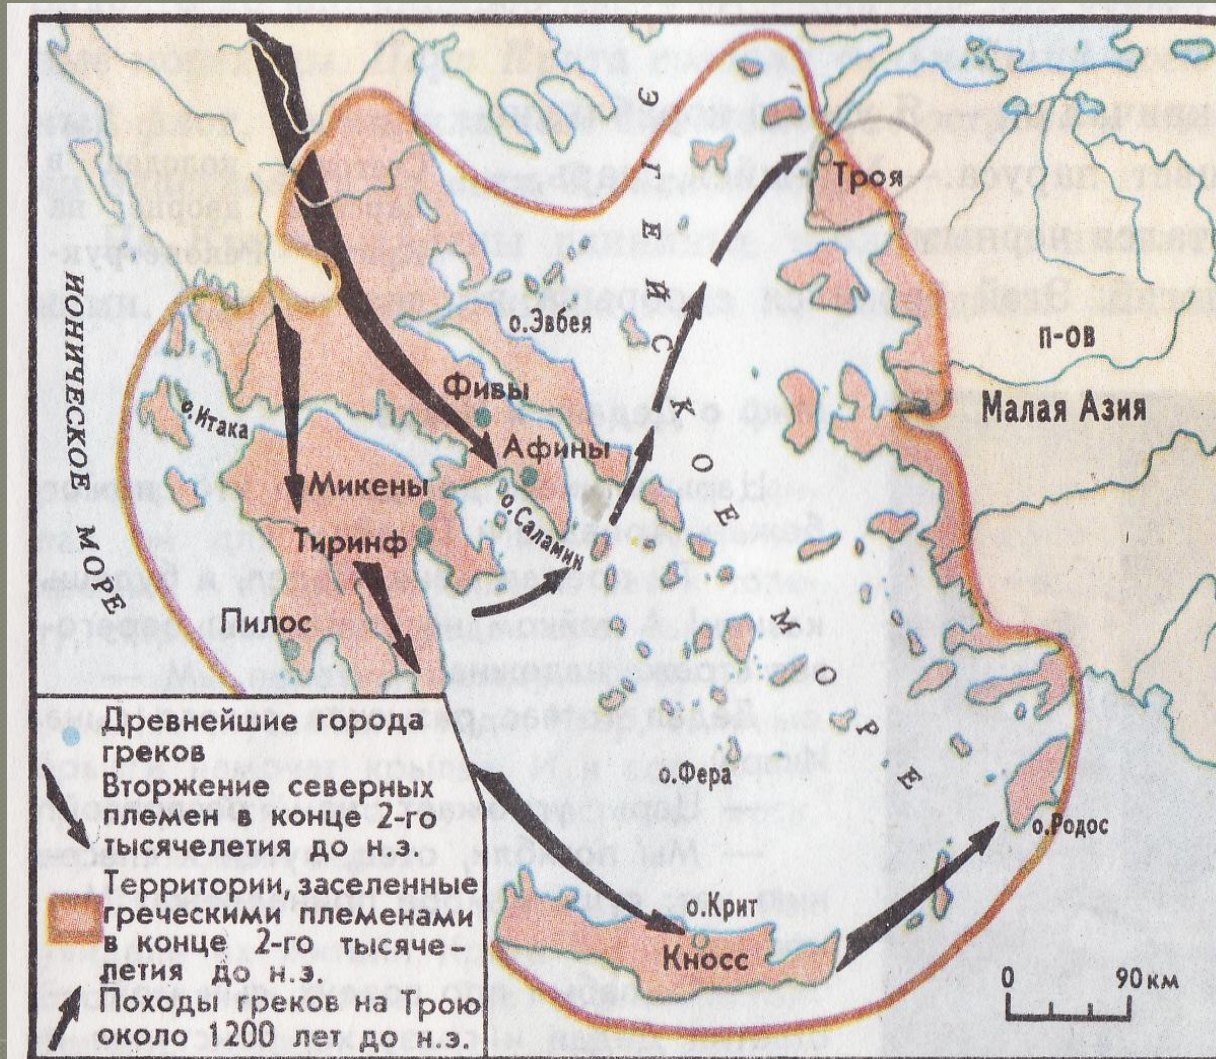 ЭГЕЙСКОЕ МОРЕ
Троя
ИОНИЧЕСКОЕ МОРЕ
о.Эвбея
п-ов
Малая Азия
Фивы
о.Итака
Афины
Микены
о.Саламин
Тиринф
Пилос
о.Фера
о.Родос
о.Крит
Кносс
0 90 км
Древнейшие города
греков
Вторжение северных
племен в конце 2-го
тысячелетия до н.э.
Территории, заселенные
греческими племенами
в конце 2-го тысяче-
летия до н.э.
Походы греков на Трою
около 1200 лет до н.э.